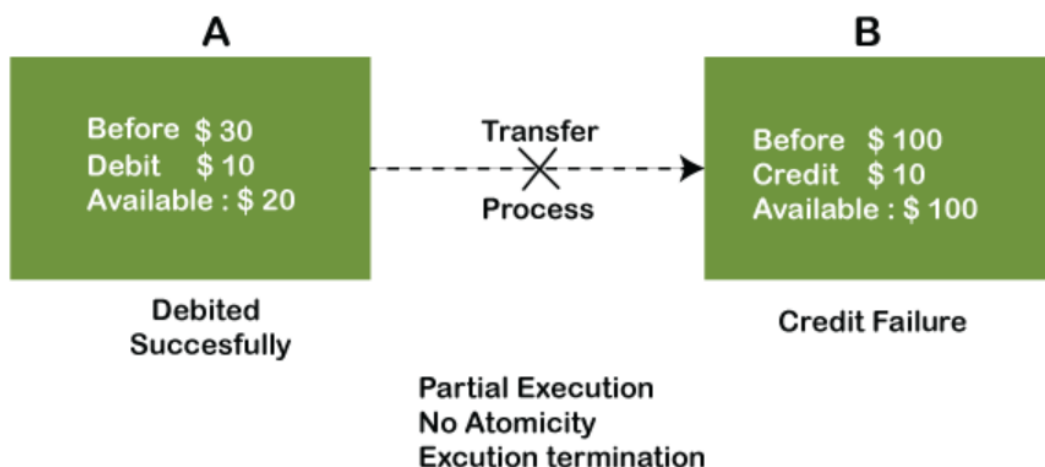 A
Before $ 30
Debit $ 10
Available : $ 20
Debited
Succesfully
Transfer
Process
B
Before $ 100
Credit $ 10
Available : $ 100
Credit Failure
Partial Execution
No Atomicity
Excution termination